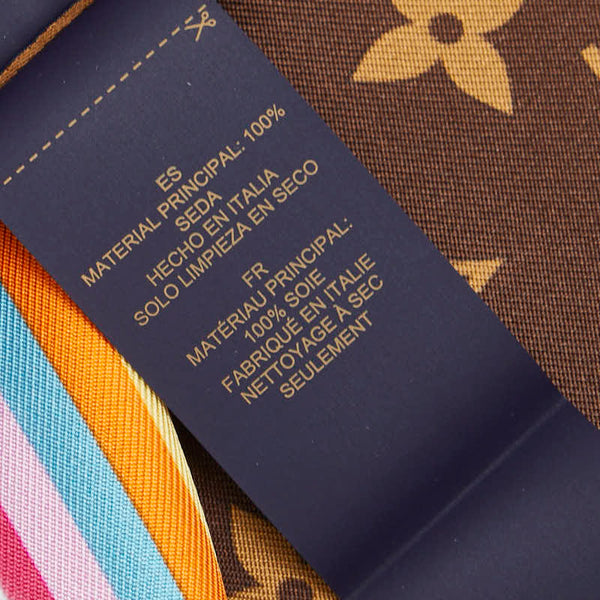 ES
MATERIAL PRINCIPAL: 100%
SEDA
HECHO EN ITALIA
SOLO LIMPIEZA EN SECO
FR
MATÉRIAU PRINCIPAL:
100% SOIE
FABRIQUÉ EN ITALIE
NETTOYAGE À SEC
SEULEMENT